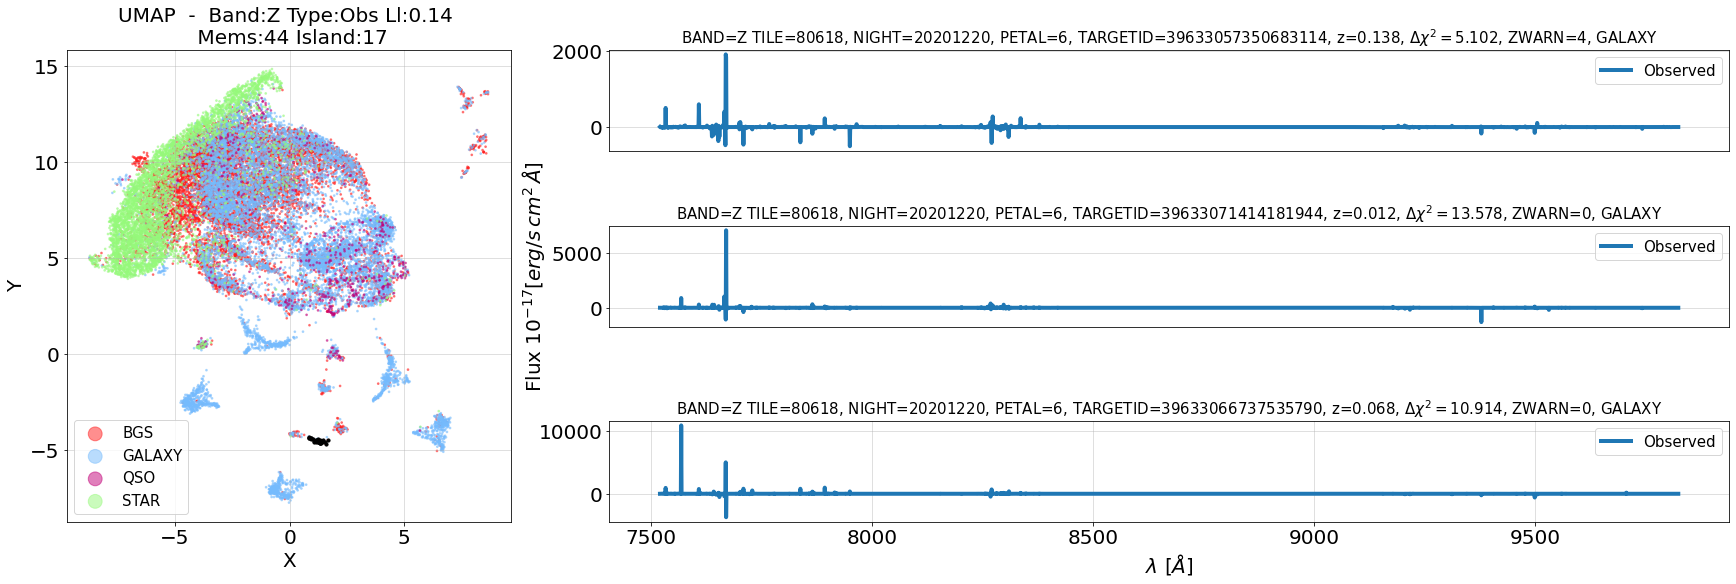 UMAP - Band:Z Type:Obs Ll:0.14
Mems:44 Island:17
15
10
5
0
−5
Y
BGS
GALAXY
QSO
STAR
−5 0 5
X
Flux 10⁻¹⁷[erg/s cm² Å]
BAND=Z TILE=80618, NIGHT=20201220, PETAL=6, TARGETID=39633057350683114, z=0.138, Δχ² = 5.102, ZWARN=4, GALAXY
2000
0
Observed
BAND=Z TILE=80618, NIGHT=20201220, PETAL=6, TARGETID=39633071414181944, z=0.012, Δχ² = 13.578, ZWARN=0, GALAXY
5000
0
Observed
BAND=Z TILE=80618, NIGHT=20201220, PETAL=6, TARGETID=39633066737535790, z=0.068, Δχ² = 10.914, ZWARN=0, GALAXY
10000
0
Observed
7500 8000 8500 9000 9500
λ [Å]